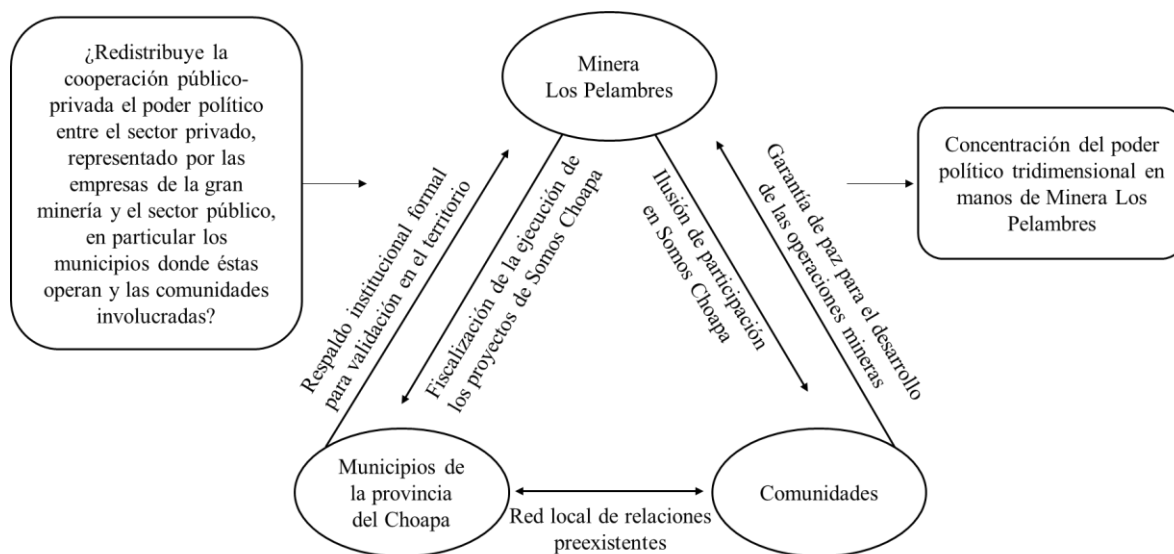 ¿Redistribuye la
cooperación público-
privada el poder político
entre el sector privado,
representado por las
empresas de la gran
minería y el sector público,
en particular los
municipios donde éstas
operan y las comunidades
involucradas?
Minera
Los Pelambres
Respaldo institucional formal
para validación en el territorio
Fiscalización de la ejecución de
los proyectos de Somos Choapa
Ilusión de participación
en Somos Choapa
Garantía de paz para el desarrollo
de las operaciones mineras
Concentración del poder
político tridimensional en
manos de Minera Los
Pelambres
Municipios de
la provincia
del Choapa
Red local de relaciones
preexistentes
Comunidades